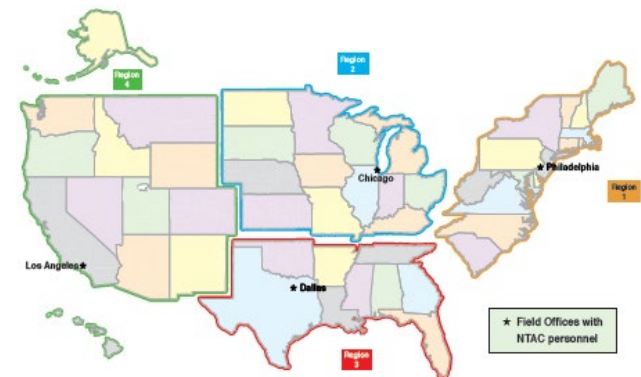 Region
4
Region
2
Chicago
Philadelphia
Region
1
Los Angeles
Dallas
Region
3
★ Field Offices with
NTAC personnel